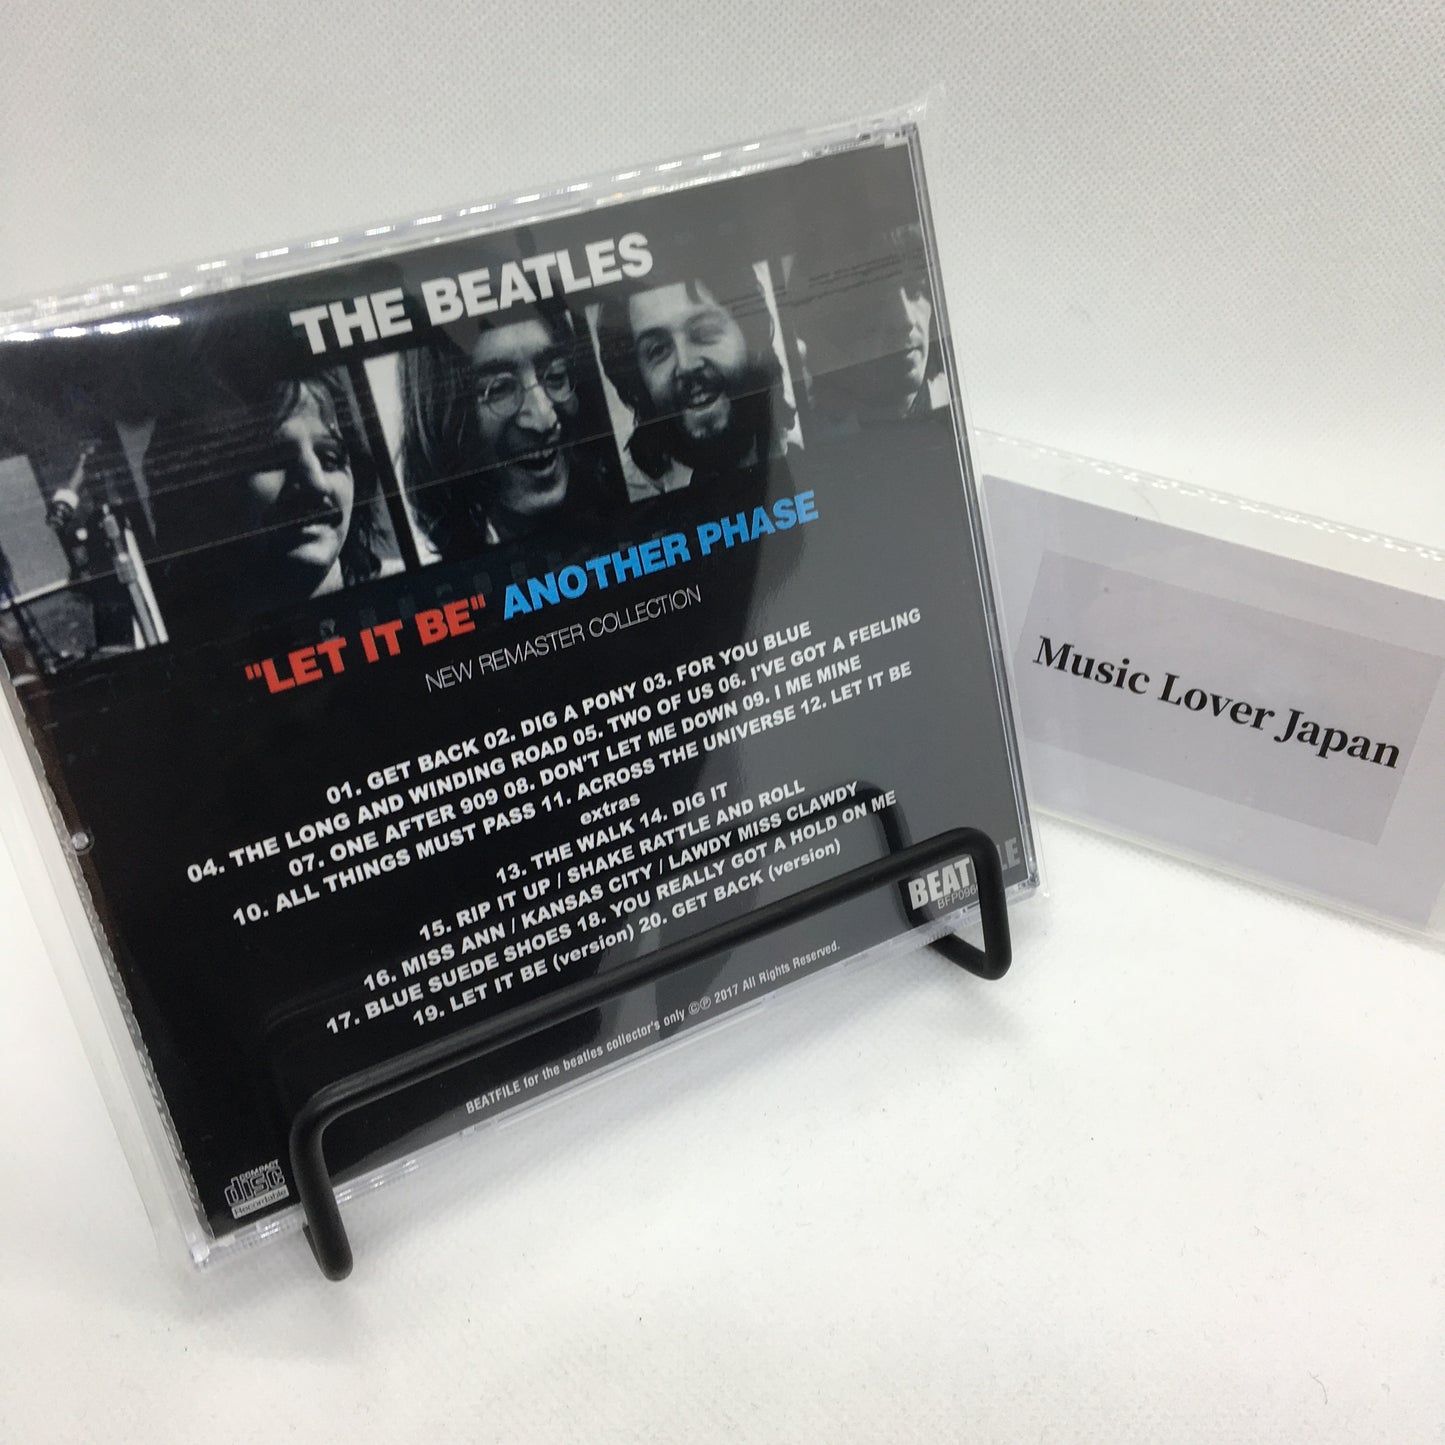 THE BEATLES
"LET IT BE" ANOTHER PHASE
NEW REMASTER COLLECTION
01. GET BACK 02. DIG A PONY 03. FOR YOU BLUE
04. THE LONG AND WINDING ROAD 05. TWO OF US 06. I'VE GOT A FEELING
07. ONE AFTER 909 08. DON'T LET ME DOWN 09. I ME MINE
10. ALL THINGS MUST PASS 11. ACROSS THE UNIVERSE 12. LET IT BE
extras
13. THE WALK 14. DIG IT
15. RIP IT UP / SHAKE RATTLE AND ROLL
16. MISS ANN / KANSAS CITY / LAWDY MISS CLAWDY
17. BLUE SUEDE SHOES 18. YOU REALLY GOT A HOLD ON ME
19. LET IT BE (version) 20. GET BACK (version)
BEATFILE for the beatles collector's only ©℗ 2017 All Rights Reserved.
COMPACT
disc
Recordable
Music Lover Japan